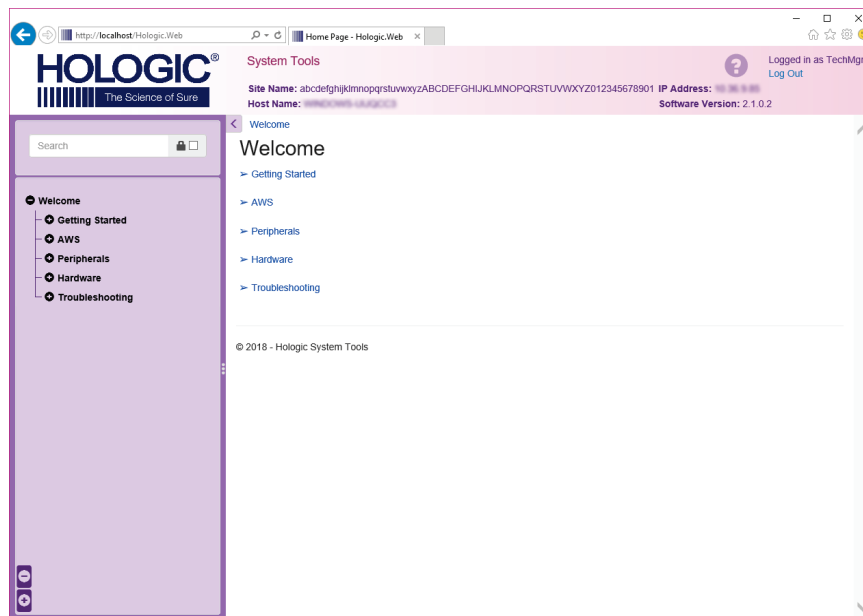 http://localhost/Hologic.Web
Home Page - Hologic.Web
HOLOGIC®
The Science of Sure
System Tools
Logged in as TechMgr
Log Out
Site Name: abcdefghijklmnopqrstuvwxyzABCDEFGHIJKLMNOPQRSTUVWXYZ012345678901 IP Address:
Host Name:
Software Version: 2.1.0.2
Search
Welcome
Getting Started
AWS
Peripherals
Hardware
Troubleshooting
Welcome
Welcome
➢ Getting Started
➢ AWS
➢ Peripherals
➢ Hardware
➢ Troubleshooting
© 2018 - Hologic System Tools